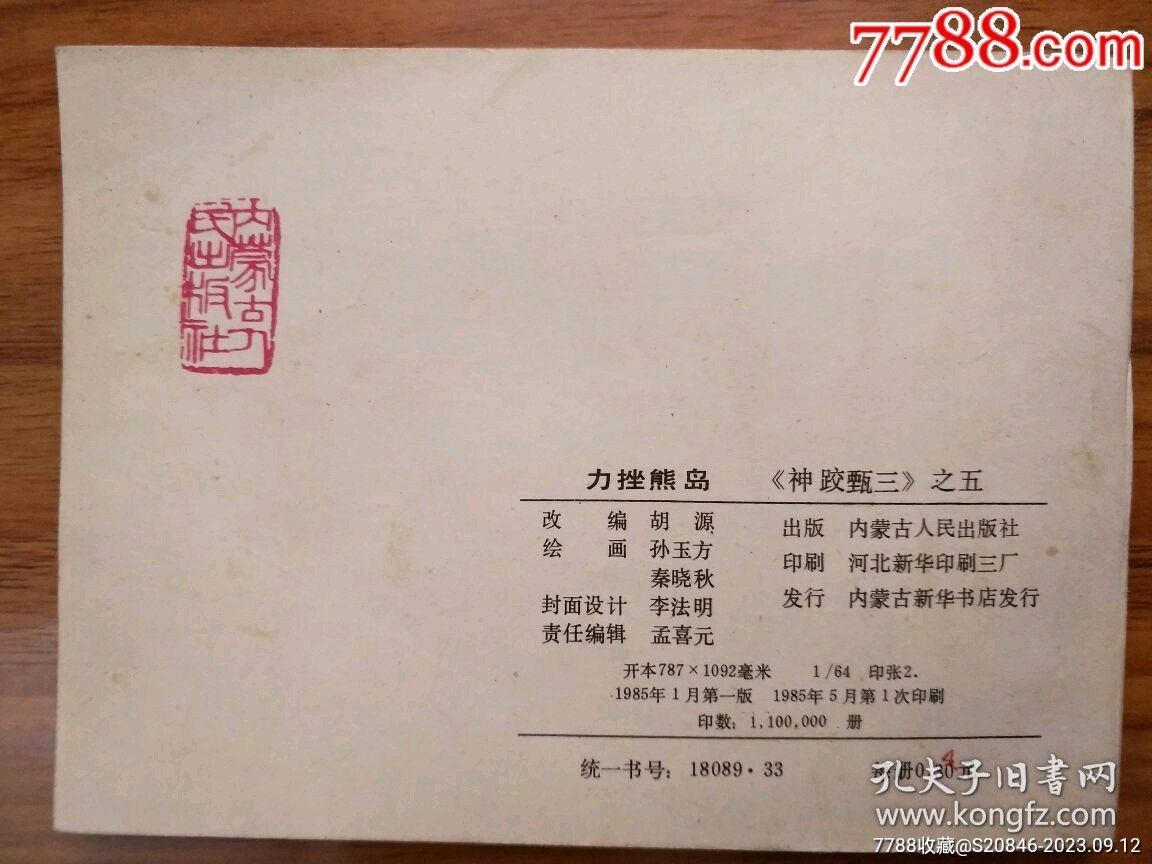 7788.com
内蒙古人
民出版社
力挫熊岛 《神跤甄三》之五
改编 胡源
绘画 孙玉方
秦晓秋
封面设计 李法明
责任编辑 孟喜元
出版 内蒙古人民出版社
印刷 河北新华印刷三厂
发行 内蒙古新华书店发行
开本787×1092毫米 1/64 印张2.
1985年1月第一版 1985年5月第1次印刷
印数：1,100,000 册
统一书号：18089·33
孔夫子旧书网
www.kongfz.com
7788收藏@S20846-2023.09.12